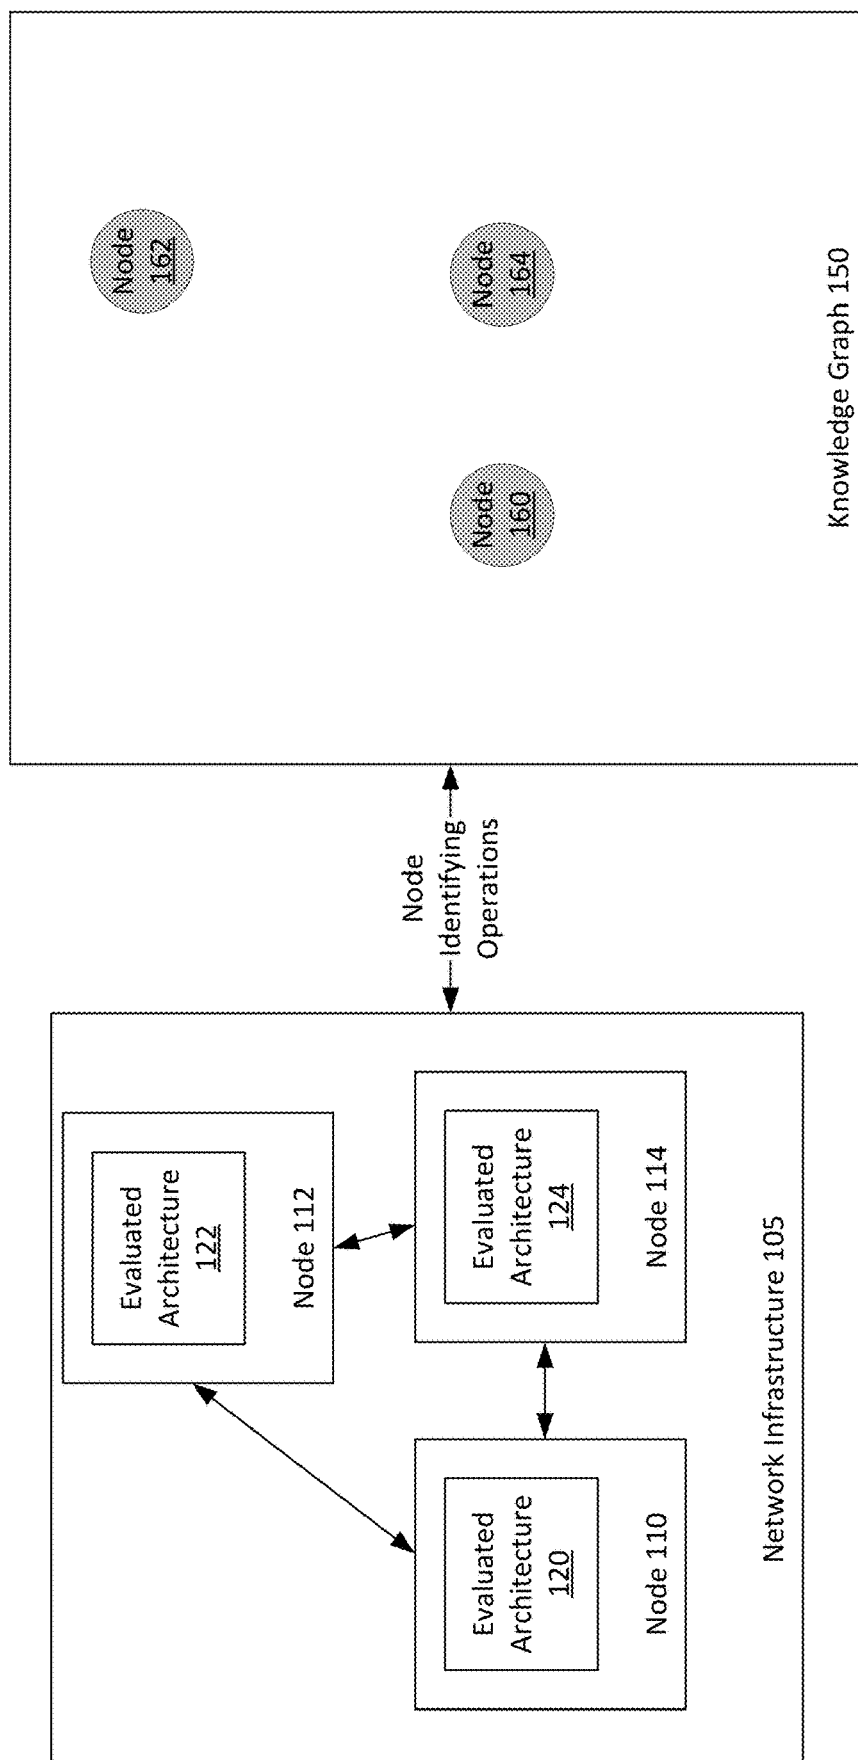 Evaluated
Architecture
122
Node 112
Evaluated
Architecture
120
Node 110
Evaluated
Architecture
124
Node 114
Network Infrastructure 105
Node
Identifying
Operations
Node
162
Node
160
Node
164
Knowledge Graph 150